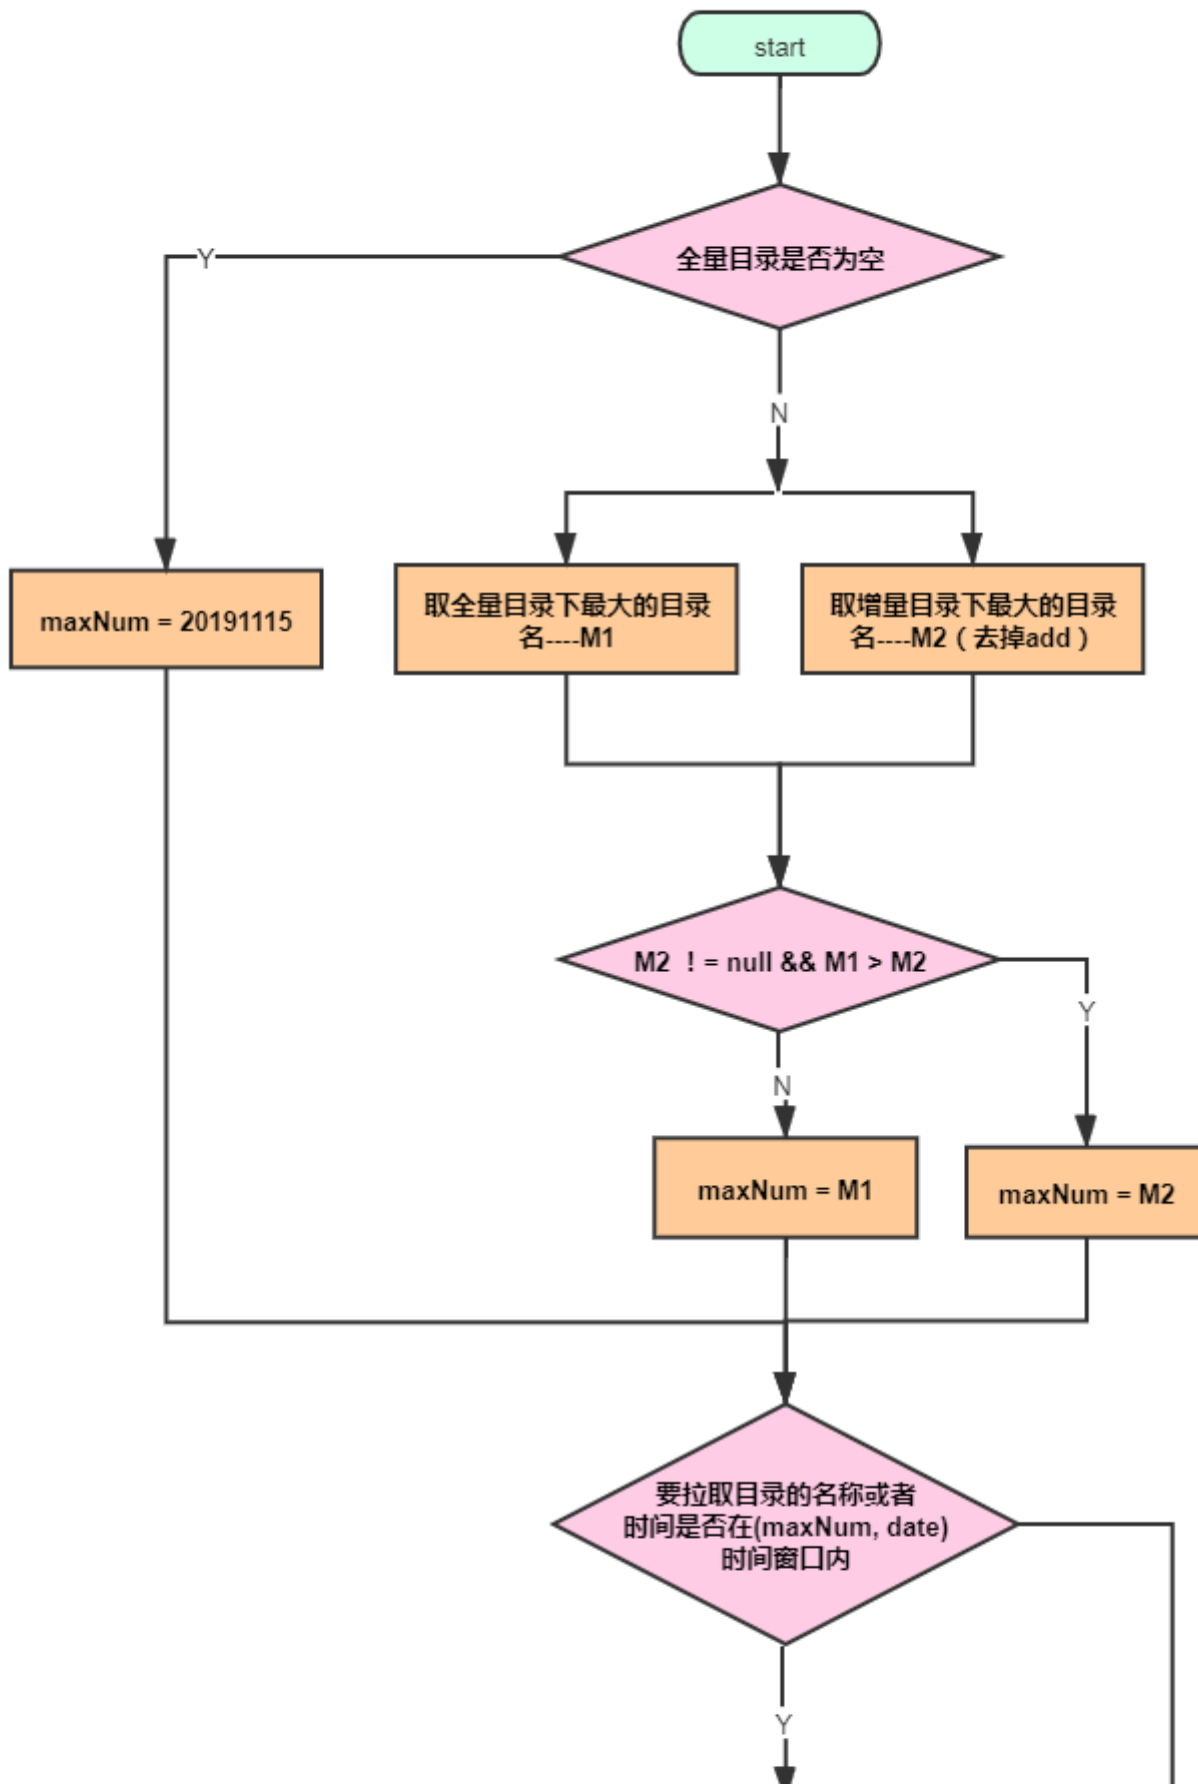 start
全量目录是否为空
Y
N
maxNum = 20191115
取全量目录下最大的目录
名----M1
取增量目录下最大的目录
名----M2（去掉add）
M2 ！= null && M1 > M2
Y
N
maxNum = M1
maxNum = M2
要拉取目录的名称或者
时间是否在(maxNum, date)
时间窗口内
Y